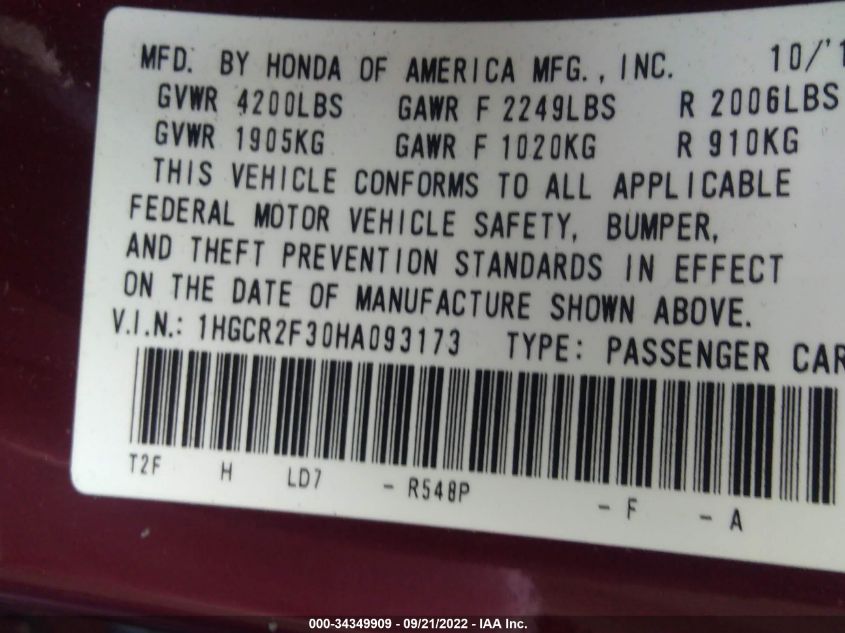 MFD. BY HONDA OF AMERICA MFG., INC. 10/'1
GVWR 4200LBS GAWR F 2249LBS R 2006LBS
GVWR 1905KG GAWR F 1020KG R 910KG
THIS VEHICLE CONFORMS TO ALL APPLICABLE
FEDERAL MOTOR VEHICLE SAFETY, BUMPER,
AND THEFT PREVENTION STANDARDS IN EFFECT
ON THE DATE OF MANUFACTURE SHOWN ABOVE.
V.I.N.: 1HGCR2F30HA093173 TYPE: PASSENGER CAR
T2F H LD7 - R548P - F - A
000-34349909 - 09/21/2022 - IAA Inc.